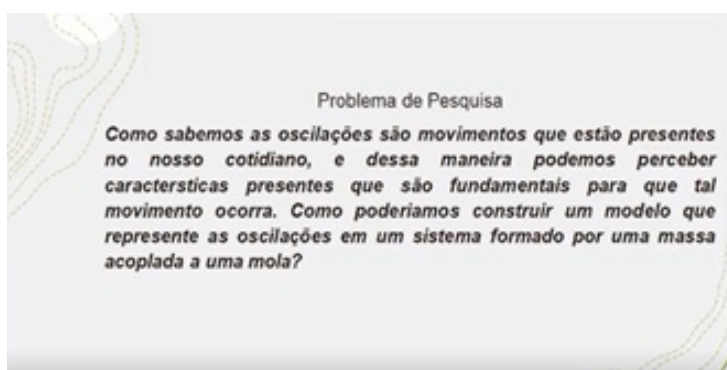 Problema de Pesquisa
Como sabemos as oscilações são movimentos que estão presentes
no nosso cotidiano, e dessa maneira podemos perceber
caractersticas presentes que são fundamentais para que tal
movimento ocorra. Como poderiamos construir um modelo que
represente as oscilações em um sistema formado por uma massa
acoplada a uma mola?